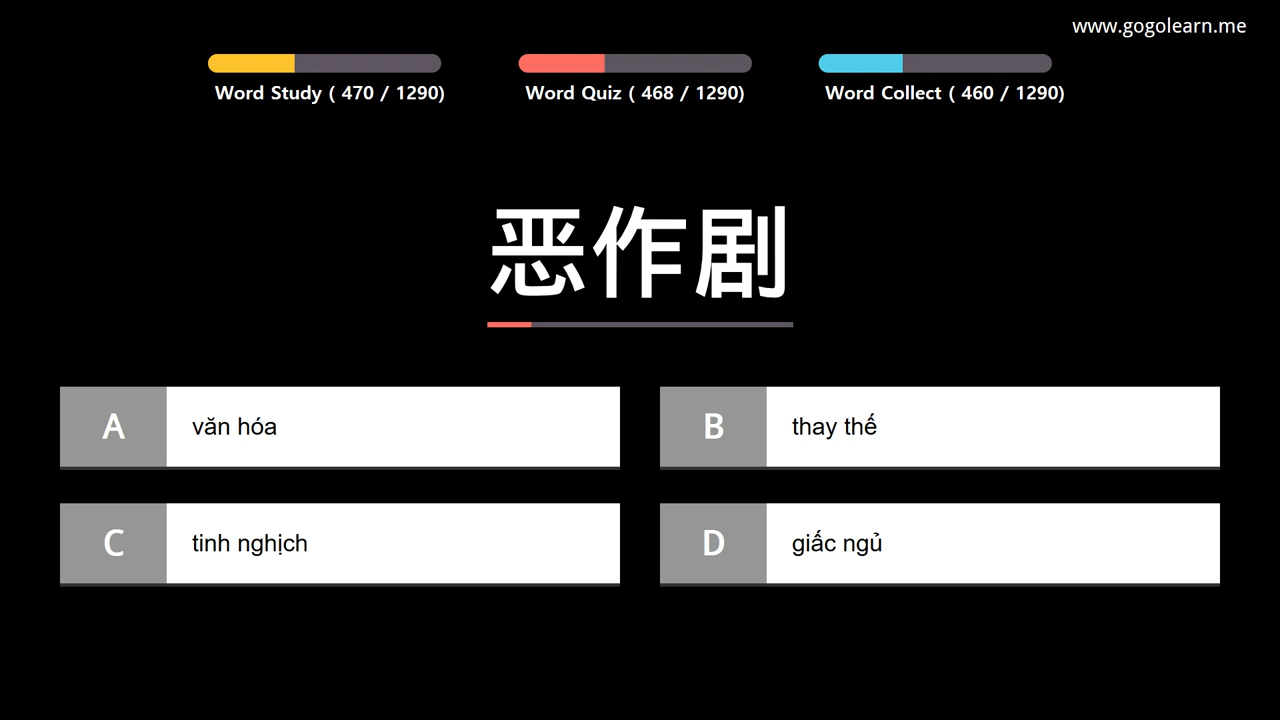 www.gogolearn.me
Word Study ( 470 / 1290)
Word Quiz ( 468 / 1290)
Word Collect ( 460 / 1290)
恶作剧
A
văn hóa
B
thay thế
C
tinh nghịch
D
giấc ngủ